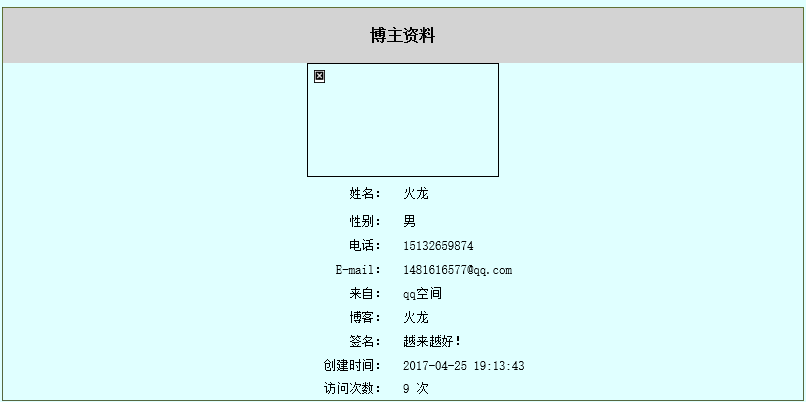 博主资料
姓名： 火龙
性别： 男
电话： 15132659874
E-mail： 1481616577@qq.com
来自： qq空间
博客： 火龙
签名： 越来越好！
创建时间： 2017-04-25 19:13:43
访问次数： 9 次